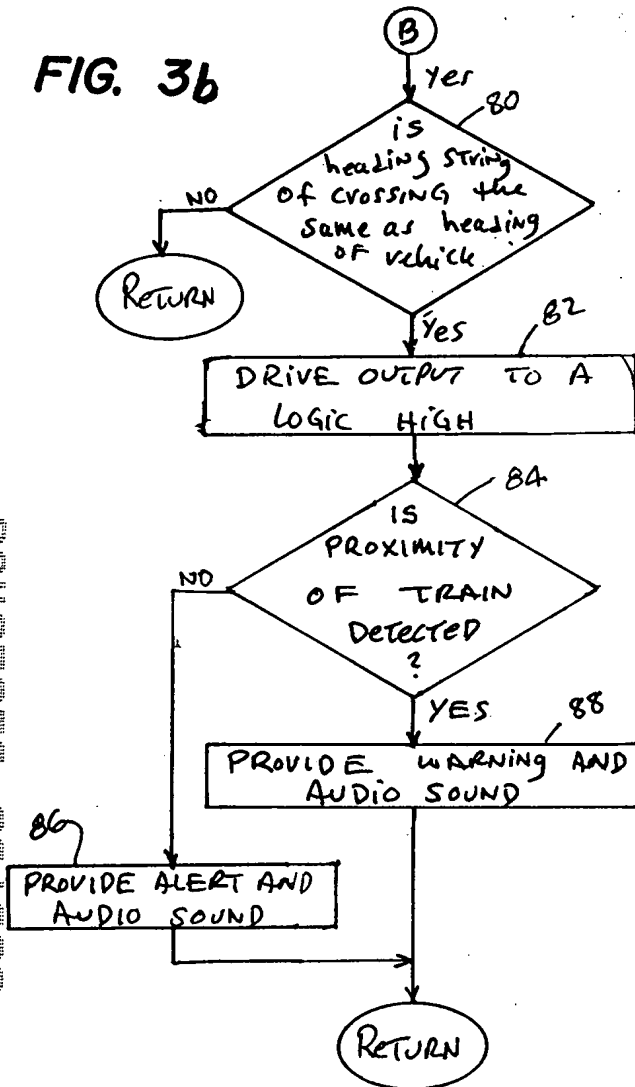 FIG. 3b
B
Yes
80
is
heading string
of crossing the
same as heading
of vehicle
NO
RETURN
Yes
82
DRIVE OUTPUT TO A
LOGIC HIGH
84
IS
PROXIMITY
OF TRAIN
DETECTED
?
NO
YES
88
PROVIDE WARNING AND
AUDIO SOUND
86
PROVIDE ALERT AND
AUDIO SOUND
RETURN